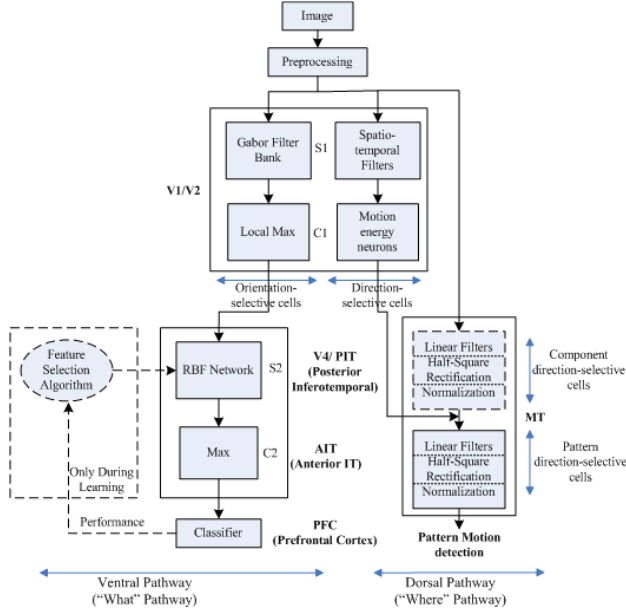 Image
Preprocessing
Gabor Filter
Bank
S1
Spatio-
temporal
Filters
V1/V2
Local Max
C1
Motion
energy
neurons
Orientation-
selective cells
Direction-
selective cells
Feature
Selection
Algorithm
RBF Network
S2
V4/ PIT
(Posterior
Inferotemporal)
Linear Filters
Half-Square
Rectification
Normalization
Component
direction-selective
cells
MT
Max
C2
AIT
(Anterior IT)
Linear Filters
Half-Square
Rectification
Normalization
Pattern
direction-selective
cells
Only During
Learning
Performance
Classifier
PFC
(Prefrontal Cortex)
Pattern Motion
detection
Ventral Pathway
("What" Pathway)
Dorsal Pathway
("Where" Pathway)